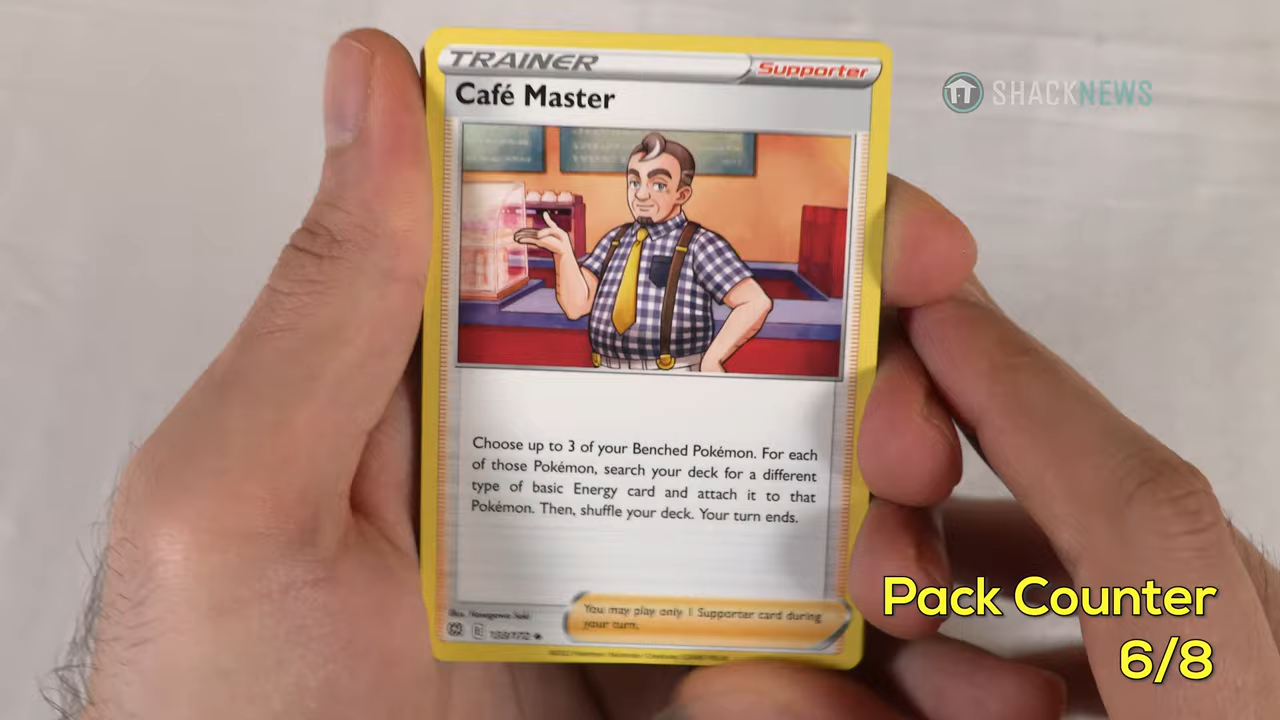 TRAINER
Supporter
Café Master
SHACKNEWS
Choose up to 3 of your Benched Pokémon. For each
of those Pokémon, search your deck for a different
type of basic Energy card and attach it to that
Pokémon. Then, shuffle your deck. Your turn ends.
You may play only 1 Supporter card during
your turn.
Pack Counter
6/8